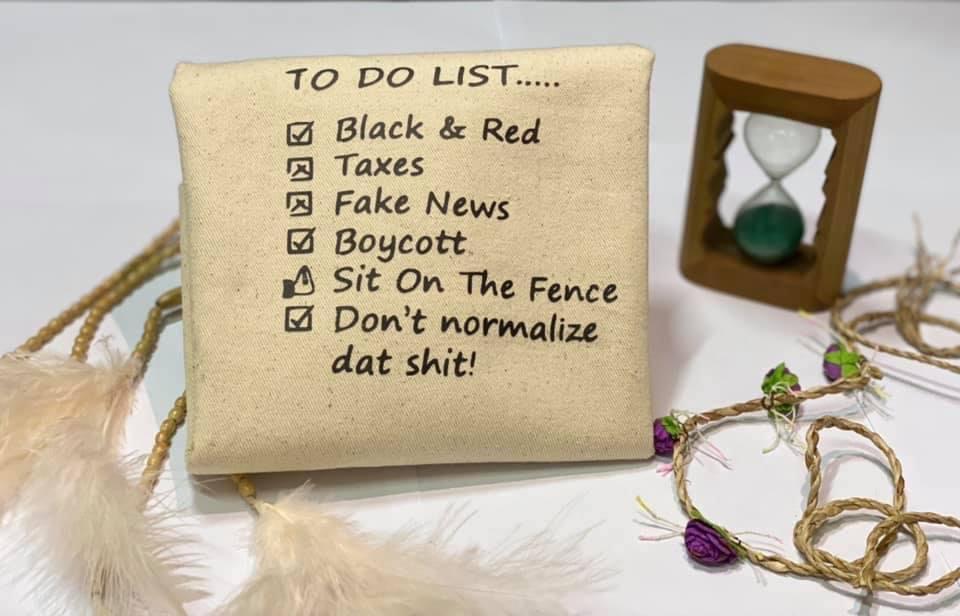 TO DO LIST.....
Black & Red
Taxes
Fake News
Boycott
Sit On The Fence
Don't normalize
dat shit!